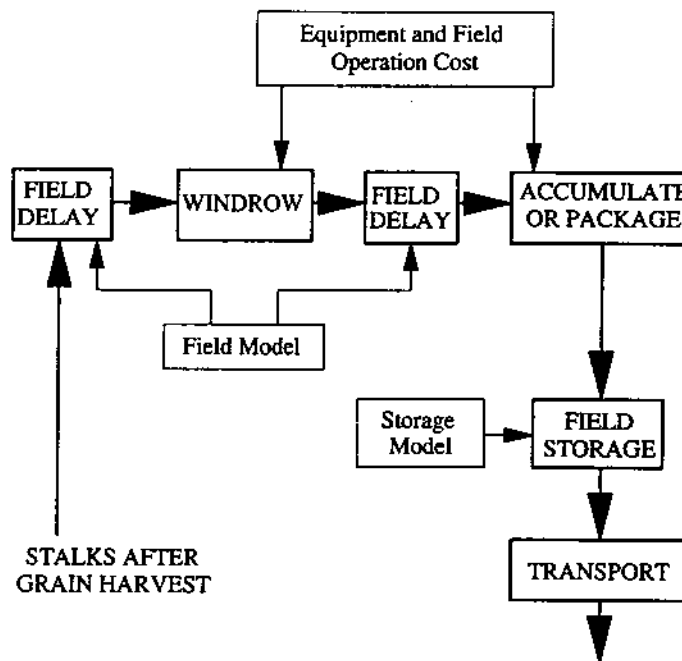 Equipment and Field
Operation Cost
FIELD
DELAY
WINDROW
FIELD
DELAY
ACCUMULATE
OR PACKAGE
Field Model
Storage
Model
FIELD
STORAGE
STALKS AFTER
GRAIN HARVEST
TRANSPORT